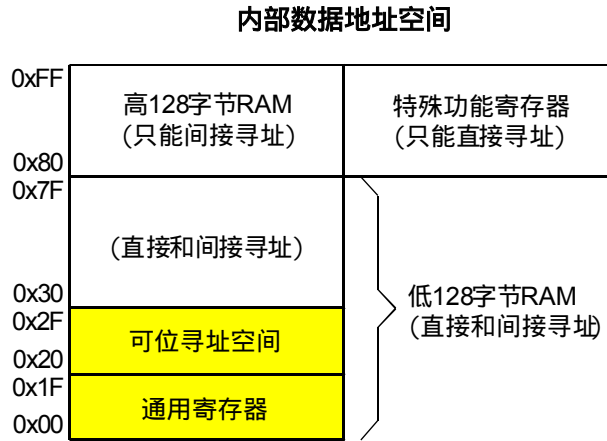 内部数据地址空间
0xFF
高128字节RAM
(只能间接寻址)
特殊功能寄存器
(只能直接寻址)
0x80
0x7F
(直接和间接寻址)
0x30
低128字节RAM
(直接和间接寻址)
0x2F
可位寻址空间
0x20
0x1F
通用寄存器
0x00